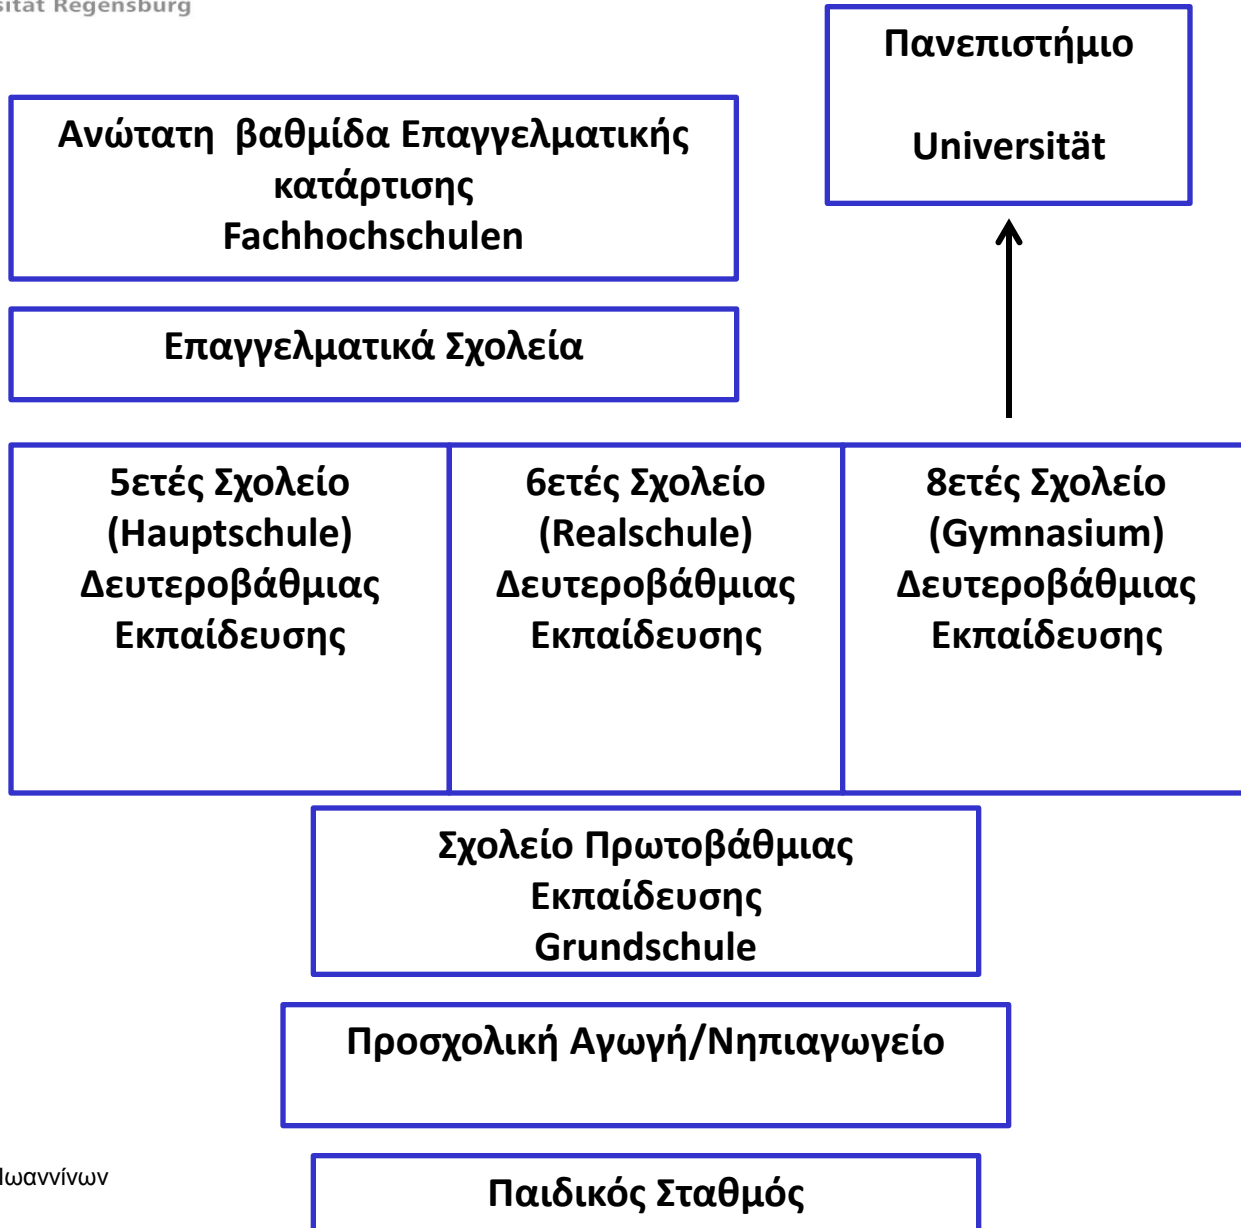 Regensburg
Πανεπιστήμιο
Universität
Ανώτατη βαθμίδα Επαγγελματικής
κατάρτισης
Fachhochschulen
Επαγγελματικά Σχολεία
5ετές Σχολείο
(Hauptschule)
Δευτεροβάθμιας
Εκπαίδευσης
6ετές Σχολείο
(Realschule)
Δευτεροβάθμιας
Εκπαίδευσης
8ετές Σχολείο
(Gymnasium)
Δευτεροβάθμιας
Εκπαίδευσης
Σχολείο Πρωτοβάθμιας
Εκπαίδευσης
Grundschule
Προσχολική Αγωγή/Νηπιαγωγείο
Ιωαννίνων
Παιδικός Σταθμός